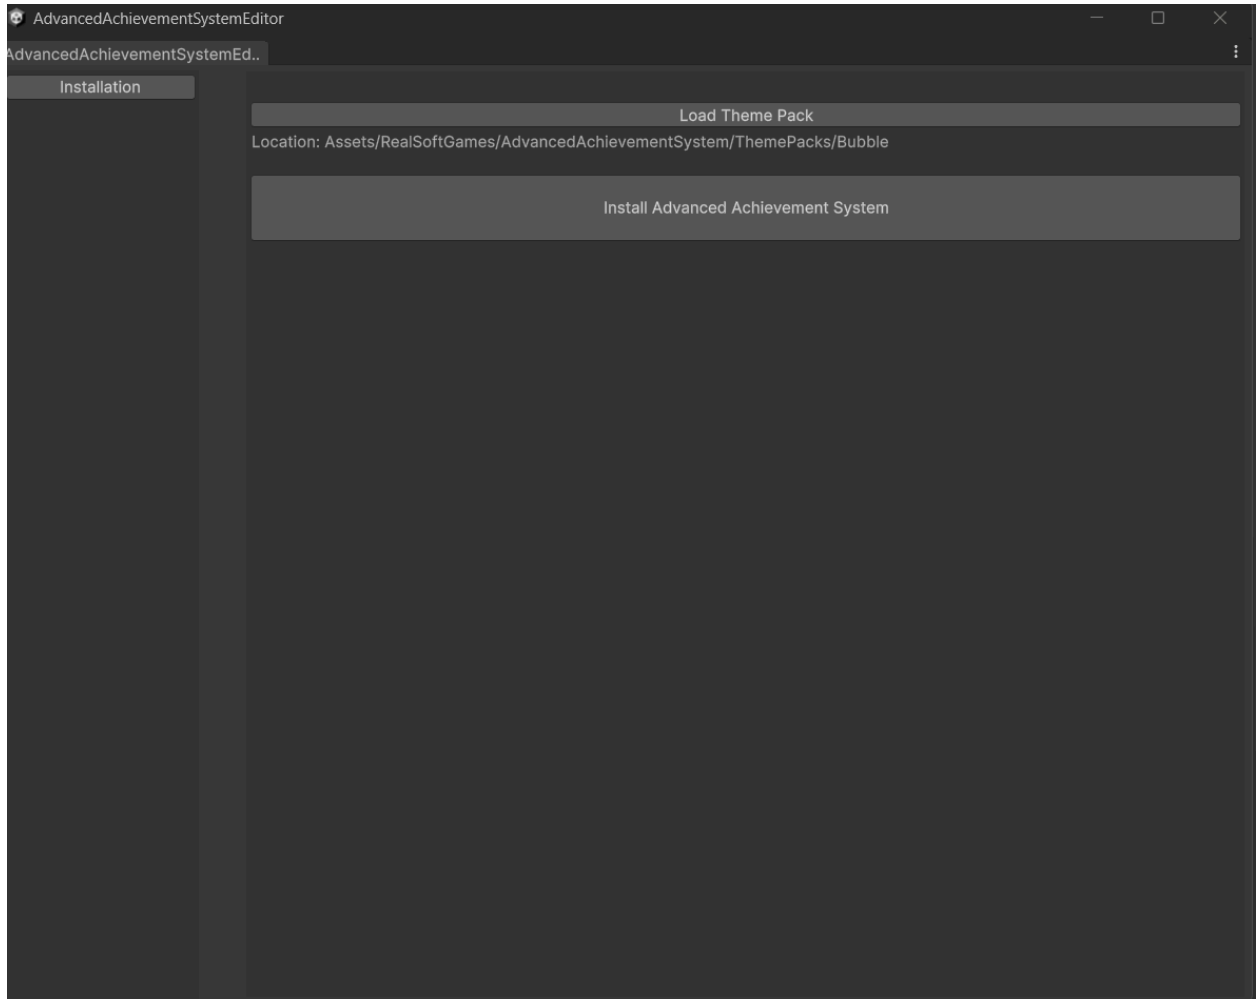 AdvancedAchievementSystemEditor
AdvancedAchievementSystemEd..
Installation
Load Theme Pack
Location: Assets/RealSoftGames/AdvancedAchievementSystem/ThemePacks/Bubble
Install Advanced Achievement System